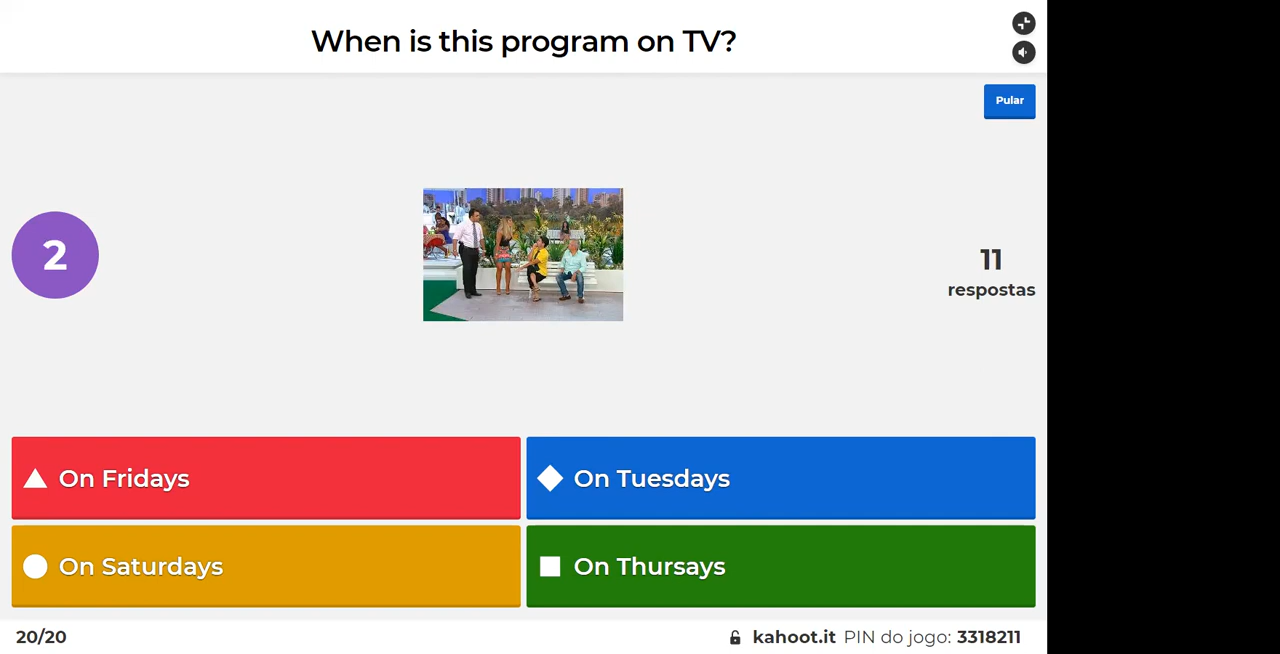 When is this program on TV?
Pular
2
11
respostas
On Fridays
On Tuesdays
On Saturdays
On Thursays
20/20
kahoot.it PIN do jogo: 3318211